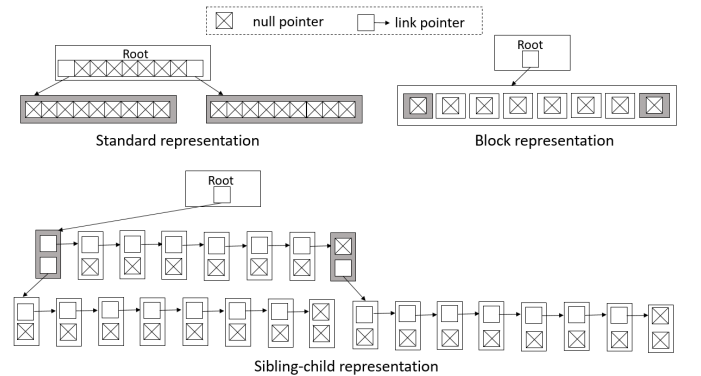 null pointer
link pointer
Root
Standard representation
Root
Block representation
Root
Sibling-child representation